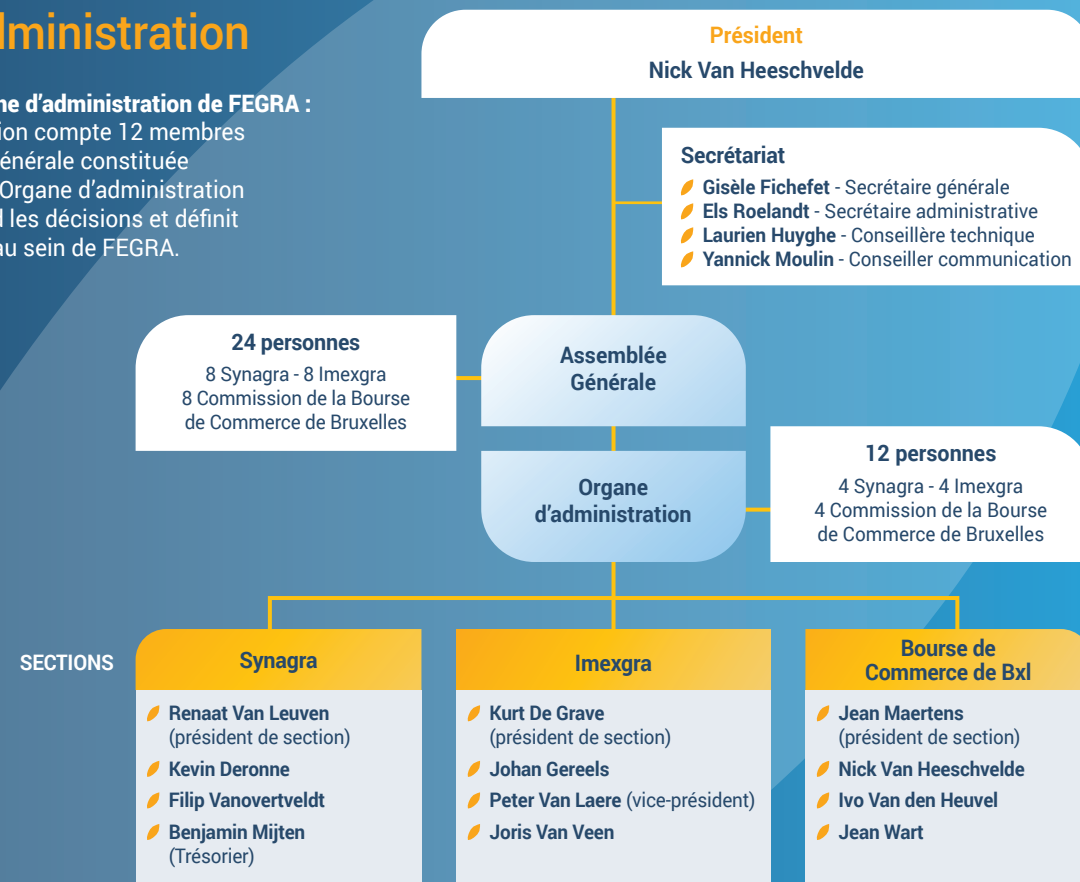 dministration
ne d'administration de FEGRA :
ion compte 12 membres
énérale constituée
Organe d'administration
d les décisions et définit
au sein de FEGRA.
Président
Nick Van Heeschvelde
Secrétariat
Gisèle Fichefet - Secrétaire générale
Els Roelandt - Secrétaire administrative
Laurien Huyghe - Conseillère technique
Yannick Moulin - Conseiller communication
24 personnes
8 Synagra - 8 Imexgra
8 Commission de la Bourse
de Commerce de Bruxelles
Assemblée
Générale
Organe
d'administration
12 personnes
4 Synagra - 4 Imexgra
4 Commission de la Bourse
de Commerce de Bruxelles
SECTIONS
Synagra
Renaat Van Leuven
(président de section)
Kevin Deronne
Filip Vanovertveldt
Benjamin Mijten
(Trésorier)
Imexgra
Kurt De Grave
(président de section)
Johan Gereels
Peter Van Laere (vice-président)
Joris Van Veen
Bourse de
Commerce de Bxl
Jean Maertens
(président de section)
Nick Van Heeschvelde
Ivo Van den Heuvel
Jean Wart